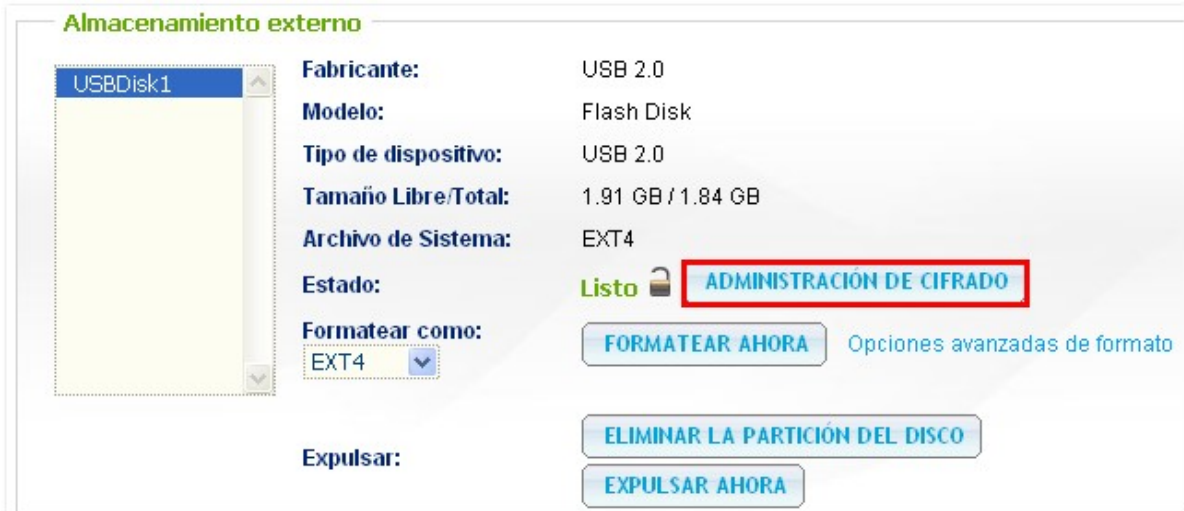 Almacenamiento externo
USBDisk1
Fabricante: USB 2.0
Modelo: Flash Disk
Tipo de dispositivo: USB 2.0
Tamaño Libre/Total: 1.91 GB / 1.84 GB
Archivo de Sistema: EXT4
Estado: Listo ADMINISTRACIÓN DE CIFRADO
Formatear como:
EXT4 FORMATEAR AHORA Opciones avanzadas de formato
Expulsar: ELIMINAR LA PARTICIÓN DEL DISCO
EXPULSAR AHORA